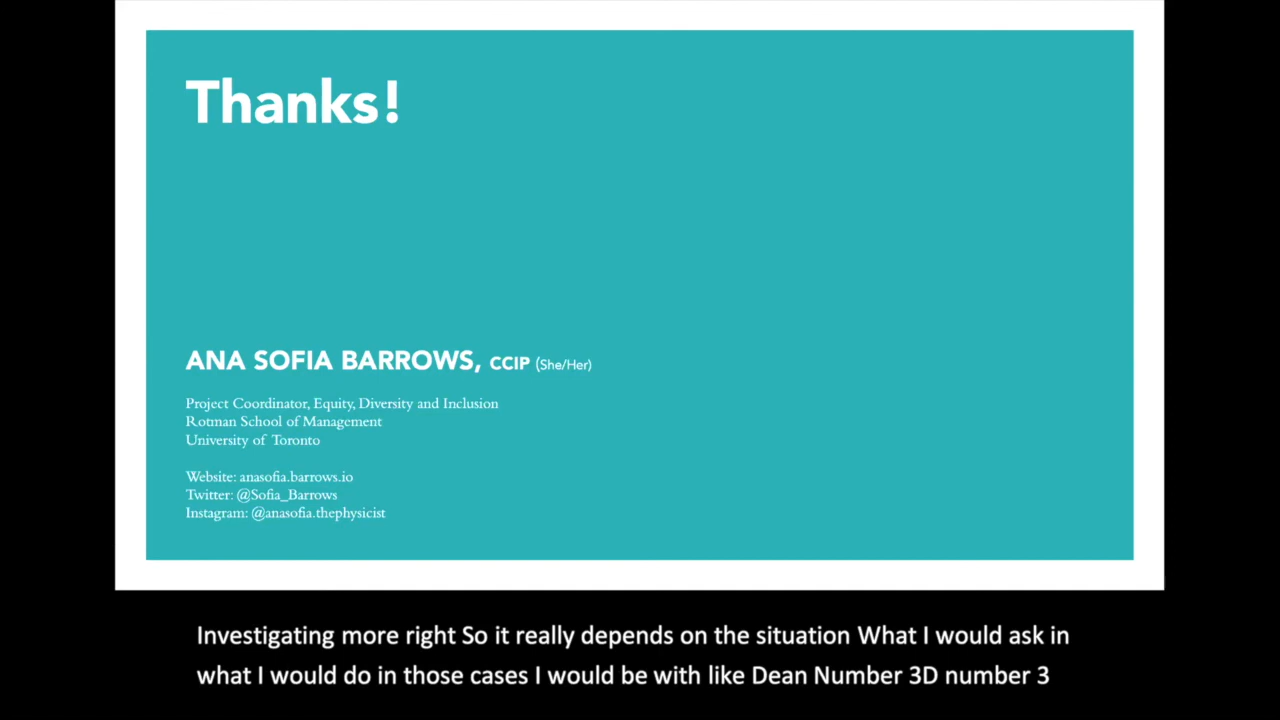 Thanks!
ANA SOFIA BARROWS, CCIP (She/Her)
Project Coordinator, Equity, Diversity and Inclusion
Rotman School of Management
University of Toronto
Website: anasofia.barrows.io
Twitter: @Sofia_Barrows
Instagram: @anasofia.thephysicist
Investigating more right So it really depends on the situation What I would ask in
what I would do in those cases I would be with like Dean Number 3D number 3